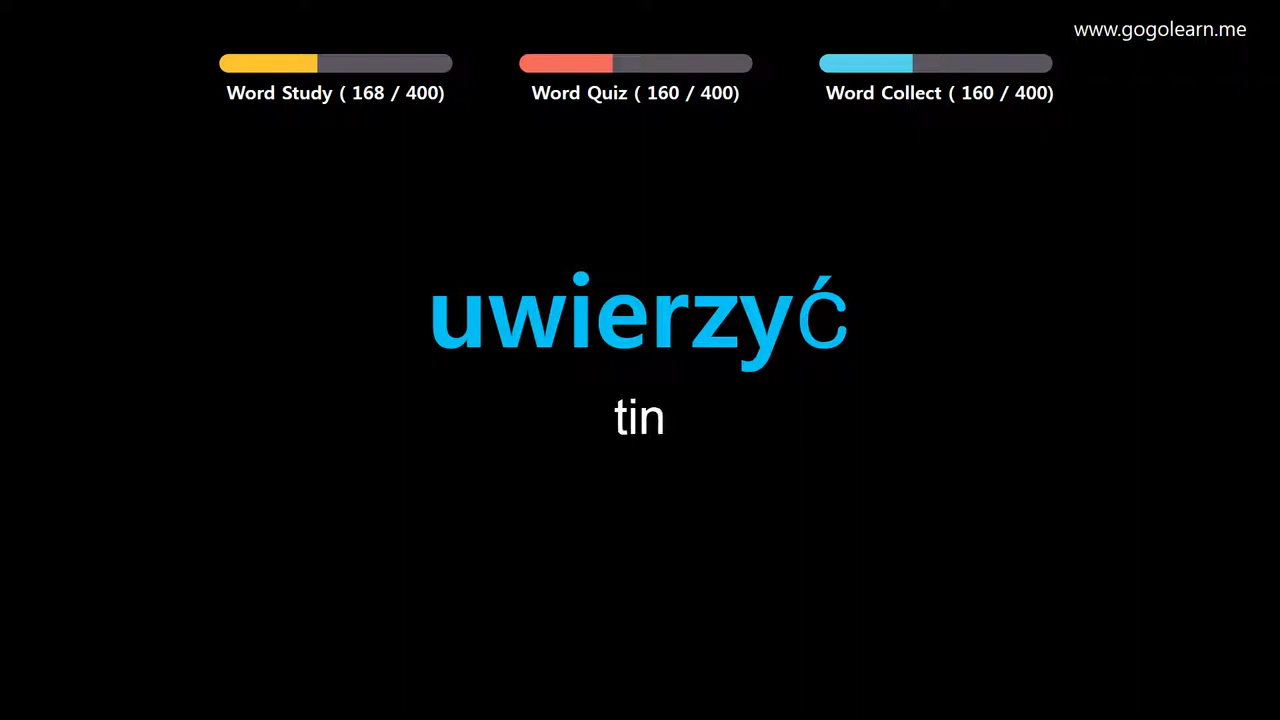 www.gogolearn.me
Word Study ( 168 / 400)
Word Quiz ( 160 / 400)
Word Collect ( 160 / 400)
uwierzyć
tin